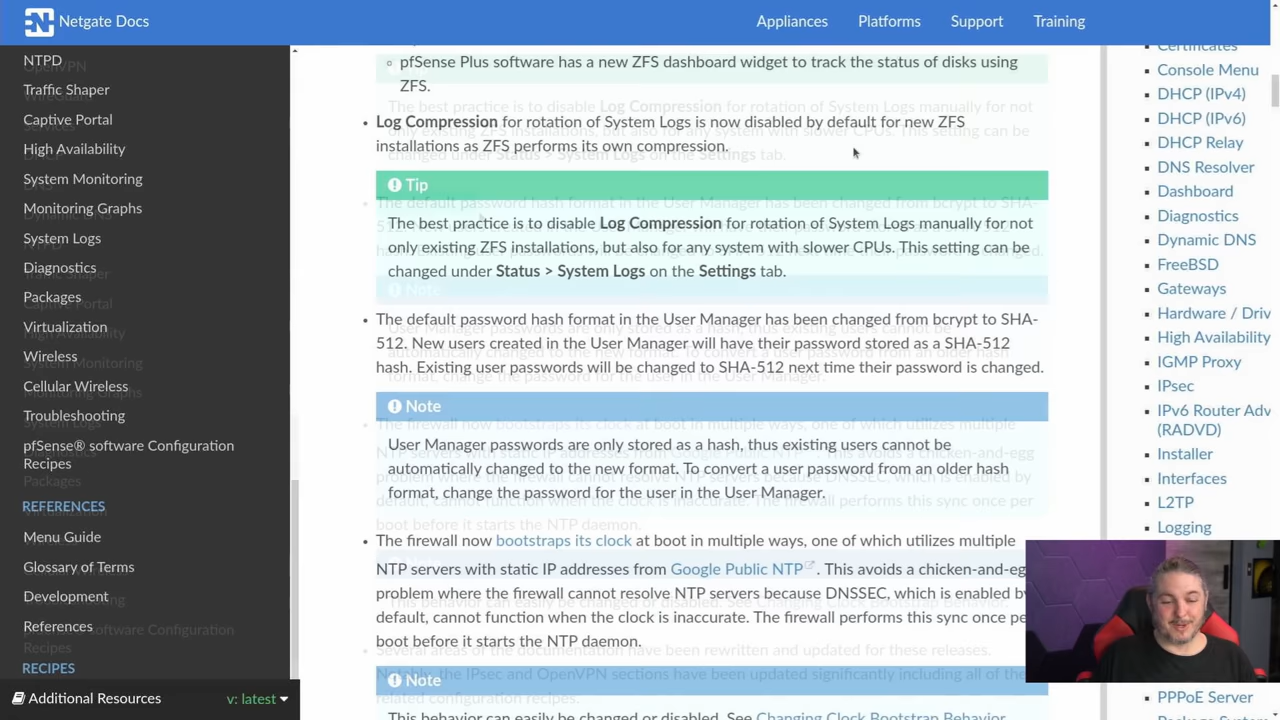 Netgate Docs
Appliances
Platforms
Support
Training
NTPD
Traffic Shaper
Captive Portal
High Availability
System Monitoring
Monitoring Graphs
System Logs
Diagnostics
Packages
Virtualization
Wireless
Cellular Wireless
Troubleshooting
pfSense® software Configuration
Recipes
REFERENCES
Menu Guide
Glossary of Terms
Development
References
RECIPES
Additional Resources
v: latest
pfSense Plus software has a new ZFS dashboard widget to track the status of disks using
ZFS.
Log Compression for rotation of System Logs is now disabled by default for new ZFS
installations as ZFS performs its own compression.
Tip
The best practice is to disable Log Compression for rotation of System Logs manually for not
only existing ZFS installations, but also for any system with slower CPUs. This setting can be
changed under Status > System Logs on the Settings tab.
The default password hash format in the User Manager has been changed from bcrypt to SHA-
512. New users created in the User Manager will have their password stored as a SHA-512
hash. Existing user passwords will be changed to SHA-512 next time their password is changed.
Note
User Manager passwords are only stored as a hash, thus existing users cannot be
automatically changed to the new format. To convert a user password from an older hash
format, change the password for the user in the User Manager.
The firewall now bootstraps its clock at boot in multiple ways, one of which utilizes multiple
NTP servers with static IP addresses from Google Public NTP. This avoids a chicken-and-eg
problem where the firewall cannot resolve NTP servers because DNSSEC, which is enabled by
default, cannot function when the clock is inaccurate. The firewall performs this sync once per
boot before it starts the NTP daemon.
Note
This behavior can easily be changed or disabled. See Changing Clock Bootstrap Behavior
Certificates
Console Menu
DHCP (IPv4)
DHCP (IPv6)
DHCP Relay
DNS Resolver
Dashboard
Diagnostics
Dynamic DNS
FreeBSD
Gateways
Hardware / Driv
High Availability
IGMP Proxy
IPsec
IPv6 Router Adv
(RADVD)
Installer
Interfaces
L2TP
Logging
PPPoE Server